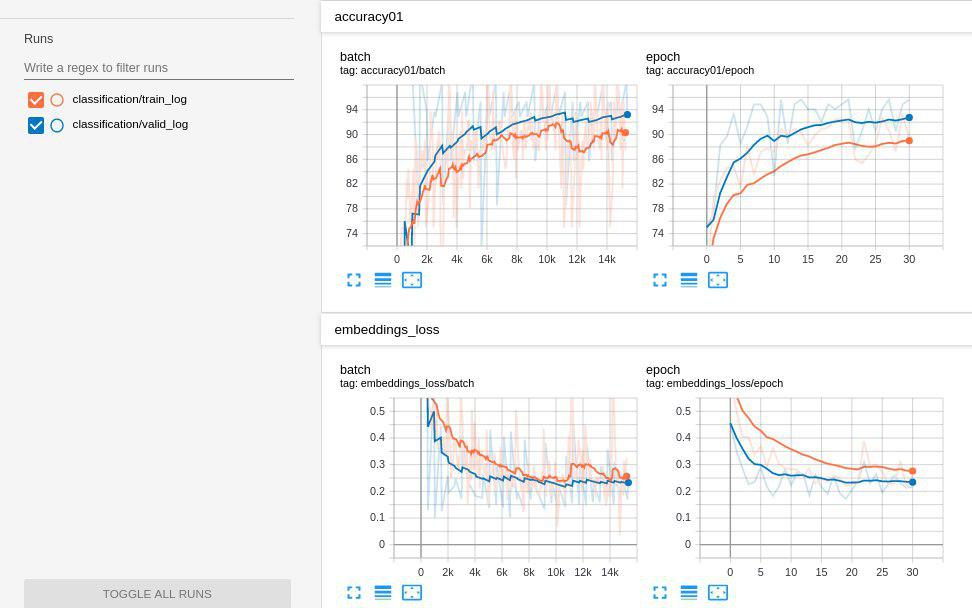 accuracy01
Runs
Write a regex to filter runs
classification/train_log
classification/valid_log
batch
tag: accuracy01/batch
94
90
86
82
78
74
0 2k 4k 6k 8k 10k 12k 14k
epoch
tag: accuracy01/epoch
94
90
86
82
78
74
0 5 10 15 20 25 30
embeddings_loss
batch
tag: embeddings_loss/batch
0.5
0.4
0.3
0.2
0.1
0
0 2k 4k 6k 8k 10k 12k 14k
epoch
tag: embeddings_loss/epoch
0.5
0.4
0.3
0.2
0.1
0
0 5 10 15 20 25 30
TOGGLE ALL RUNS